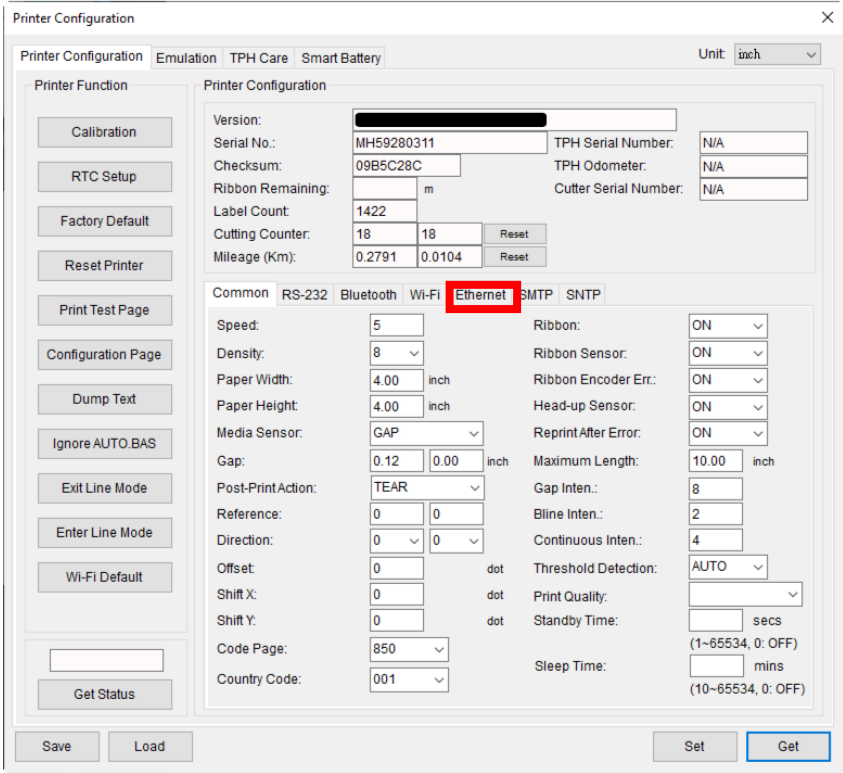 Printer Configuration
Printer Configuration Emulation TPH Care Smart Battery Unit: inch
Printer Function
Calibration
RTC Setup
Factory Default
Reset Printer
Print Test Page
Configuration Page
Dump Text
Ignore AUTO.BAS
Exit Line Mode
Enter Line Mode
Wi-Fi Default
Get Status
Printer Configuration
Version:
Serial No.: MH59280311 TPH Serial Number: N/A
Checksum: 09B5C28C TPH Odometer: N/A
Ribbon Remaining: m Cutter Serial Number: N/A
Label Count: 1422
Cutting Counter: 18 18 Reset
Mileage (Km): 0.2791 0.0104 Reset
Common RS-232 Bluetooth Wi-Fi Ethernet SMTP SNTP
Speed: 5 Ribbon: ON
Density: 8 Ribbon Sensor: ON
Paper Width: 4.00 inch Ribbon Encoder Err.: ON
Paper Height: 4.00 inch Head-up Sensor: ON
Media Sensor: GAP Reprint After Error: ON
Gap: 0.12 0.00 inch Maximum Length: 10.00 inch
Post-Print Action: TEAR Gap Inten.: 8
Reference: 0 0 Bline Inten.: 2
Direction: 0 0 Continuous Inten.: 4
Offset: 0 dot Threshold Detection: AUTO
Shift X: 0 dot Print Quality:
Shift Y: 0 dot Standby Time: secs
(1~65534, 0: OFF)
Code Page: 850
Sleep Time: mins
Country Code: 001
(10~65534, 0: OFF)
Save Load Set Get